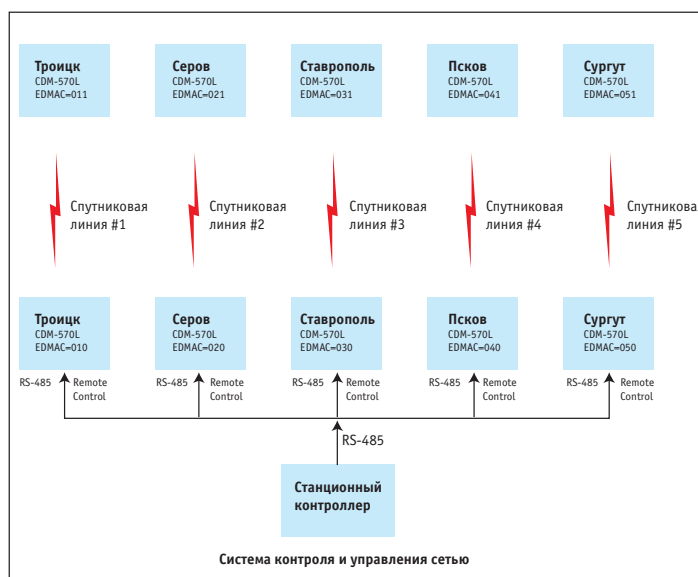 Троицк
CDM-570L
EDMAC=011
Серов
CDM-570L
EDMAC=021
Ставрополь
CDM-570L
EDMAC=031
Псков
CDM-570L
EDMAC=041
Сургут
CDM-570L
EDMAC=051
Спутниковая
линия #1
Спутниковая
линия #2
Спутниковая
линия #3
Спутниковая
линия #4
Спутниковая
линия #5
Троицк
CDM-570L
EDMAC=010
Серов
CDM-570L
EDMAC=020
Ставрополь
CDM-570L
EDMAC=030
Псков
CDM-570L
EDMAC=040
Сургут
CDM-570L
EDMAC=050
RS-485
Remote
Control
RS-485
Remote
Control
RS-485
Remote
Control
RS-485
Remote
Control
RS-485
Remote
Control
RS-485
Станционный
контроллер
Система контроля и управления сетью